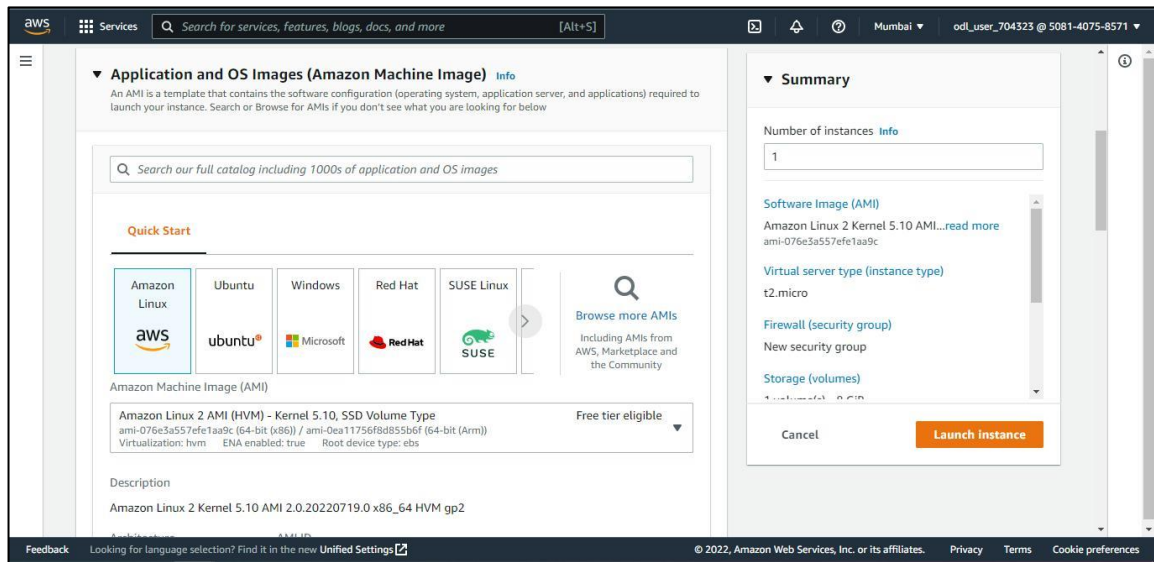 aws
Services
Search for services, features, blogs, docs, and more
[Alt+S]
Mumbai
odl_user_704323 @ 5081-4075-8571
Application and OS Images (Amazon Machine Image) Info
An AMI is a template that contains the software configuration (operating system, application server, and applications) required to
launch your instance. Search or Browse for AMIs if you don't see what you are looking for below
Search our full catalog including 1000s of application and OS images
Quick Start
Amazon
Linux
aws
Ubuntu
ubuntu
Windows
Microsoft
Red Hat
Red Hat
SUSE Linux
SUSE
Browse more AMIs
Including AMIs from
AWS, Marketplace and
the Community
Amazon Machine Image (AMI)
Amazon Linux 2 AMI (HVM) - Kernel 5.10, SSD Volume Type
Free tier eligible
ami-076e3a557efe1aa9c (64-bit (x86)) / ami-0ea11756f8d855b6f (64-bit (Arm))
Virtualization: hvm ENA enabled: true Root device type: ebs
Description
Amazon Linux 2 Kernel 5.10 AMI 2.0.20220719.0 x86_64 HVM gp2
Architecture AMI ID
Summary
Number of instances Info
1
Software Image (AMI)
Amazon Linux 2 Kernel 5.10 AMI...read more
ami-076e3a557efe1aa9c
Virtual server type (instance type)
t2.micro
Firewall (security group)
New security group
Storage (volumes)
1 volume(s) - 8 GiB
Cancel
Launch instance
Feedback
Looking for language selection? Find it in the new Unified Settings
© 2022, Amazon Web Services, Inc. or its affiliates.
Privacy
Terms
Cookie preferences